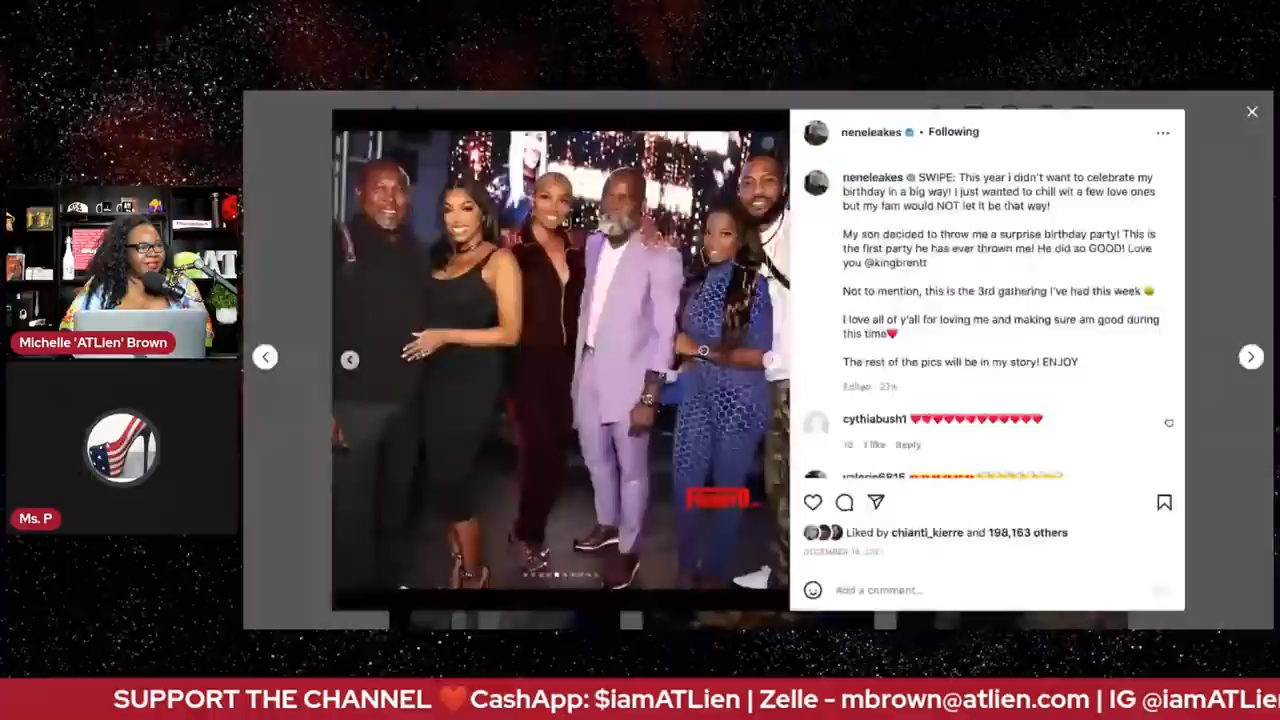 neneleakes • Following
neneleakes SWIPE: This year i didn't want to celebrate my
birthday in a big way! I just wanted to chill wit a few love ones
but my fam would NOT let it be that way!
My son decided to throw me a surprise birthday party! This is
the first party he has ever thrown me! He did so GOOD! Love
you @kingbrentt
Not to mention, this is the 3rd gathering I've had this week
I love all of y'all for loving me and making sure am good during
this time
The rest of the pics will be in my story! ENJOY
cythiabush1
1 like Reply
Liked by chianti_kierre and 198,163 others
Add a comment...
Michelle 'ATLien' Brown
Ms. P
SUPPORT THE CHANNEL ❤️ CashApp: $iamATLien | Zelle - mbrown@atlien.com | IG @iamATLie